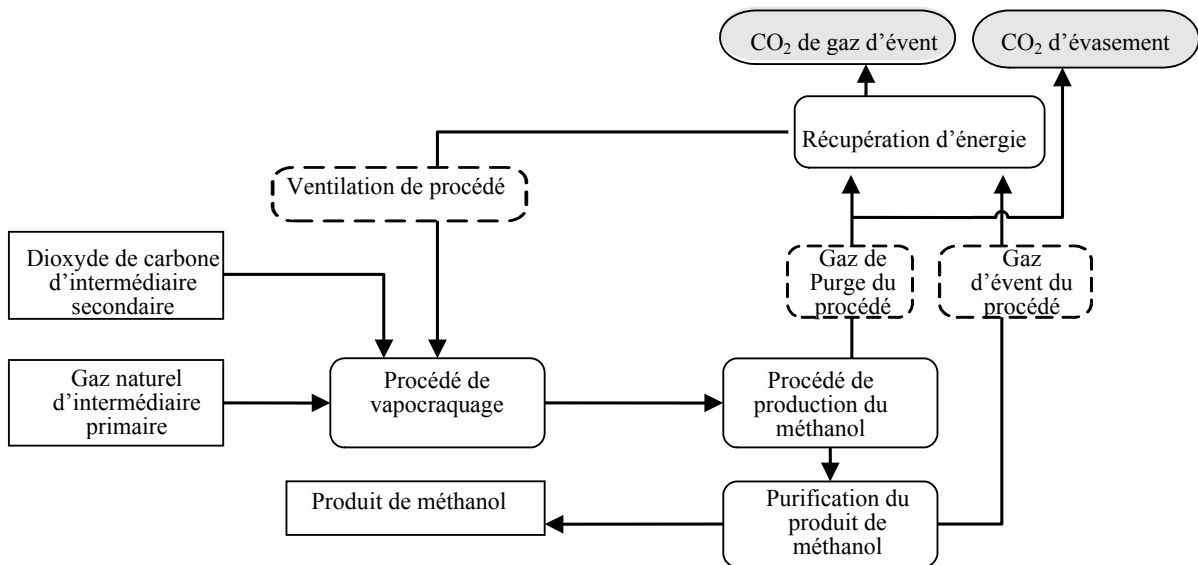 CO₂ de gaz d’évent
CO₂ d’évasement
Récupération d’énergie
Ventilation de procédé
Dioxyde de carbone
d’intermédiaire
secondaire
Gaz de
Purge du
procédé
Gaz
d’évent du
procédé
Gaz naturel
d’intermédiaire
primaire
Procédé de
vapocraquage
Procédé de
production du
méthanol
Produit de méthanol
Purification du
produit de
méthanol